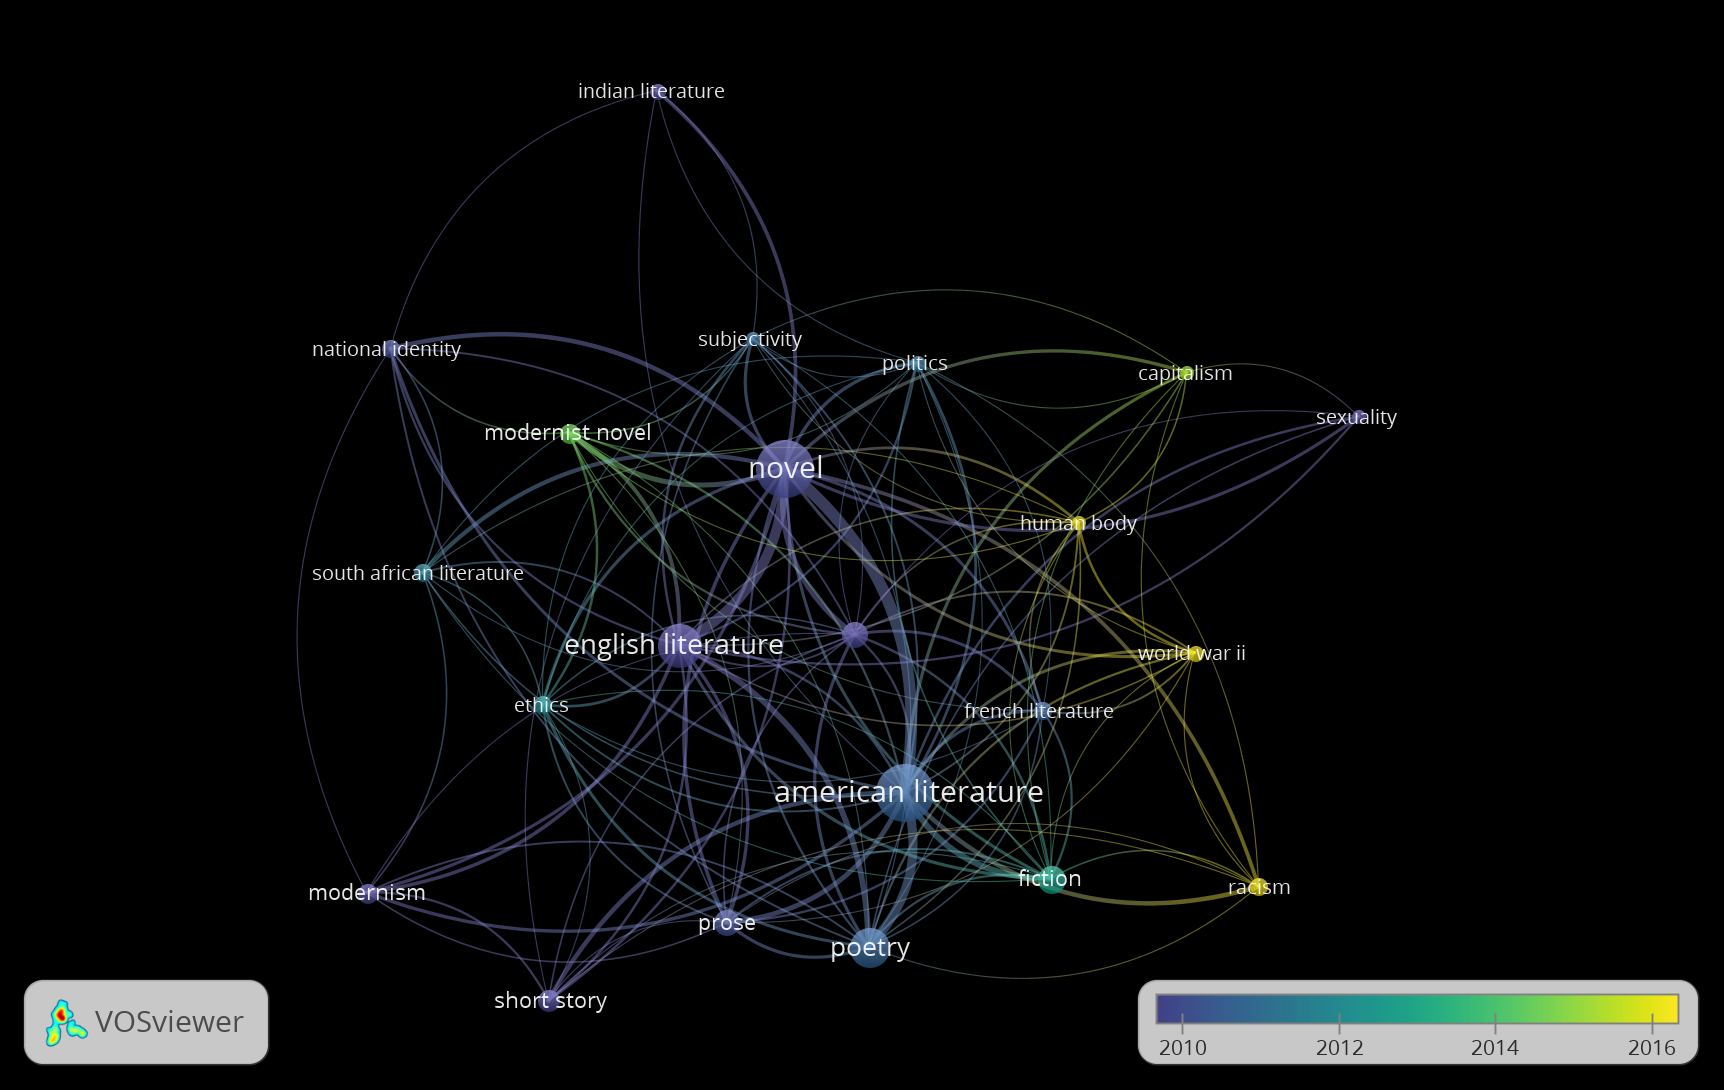 indian literature
subjectivity
national identity
politics
capitalism
sexuality
modernist novel
novel
human body
south african literature
english literature
world war ii
ethics
french literature
american literature
fiction
racism
modernism
prose
poetry
short story
VOSviewer
2010 2012 2014 2016